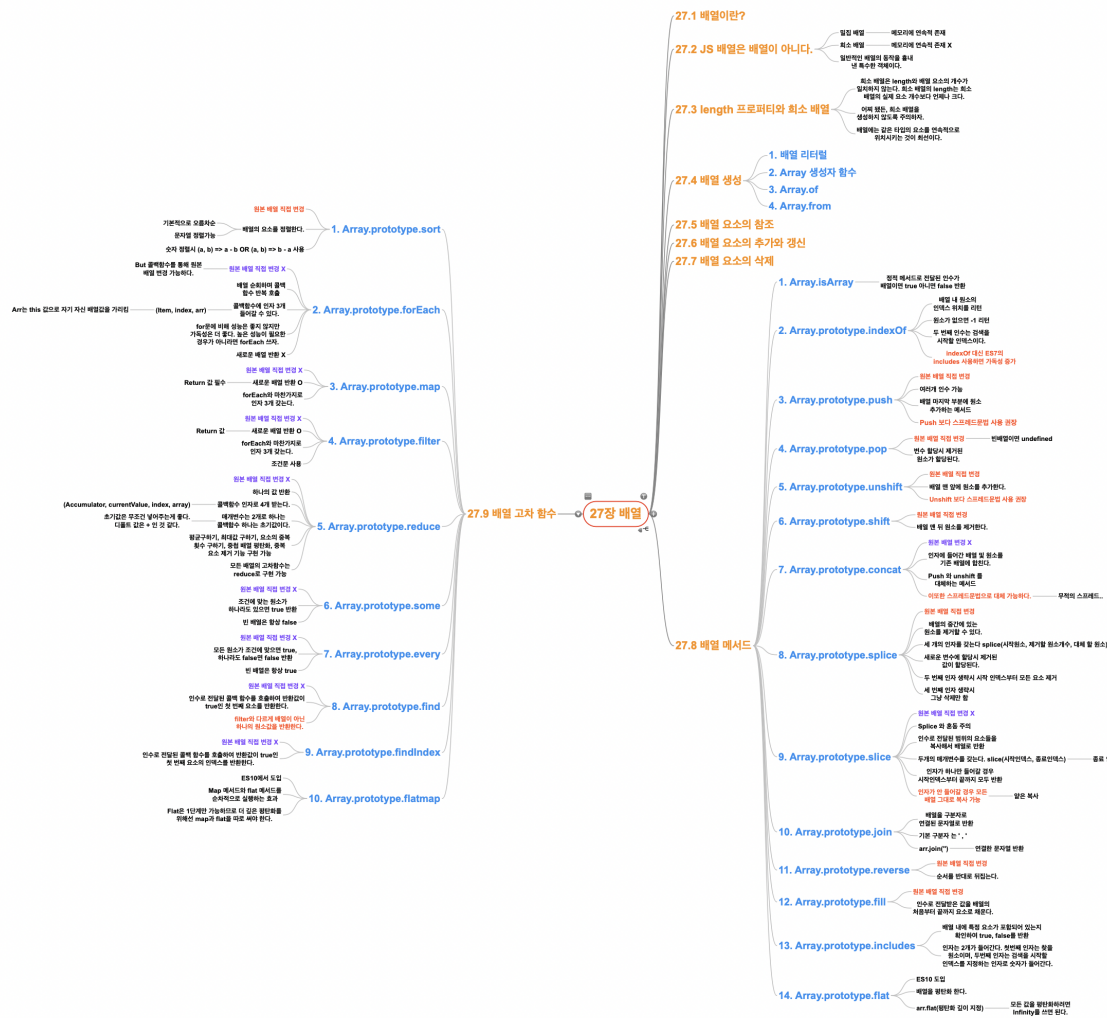 27장 배열
27.1 배열이란?
27.2 JS 배열은 배열이 아니다.
밀집 배열
메모리에 연속적 존재
희소 배열
메모리에 연속적 존재 X
일반적인 배열의 동작을 흉내
낸 특수한 객체이다.
27.3 length 프로퍼티와 희소 배열
희소 배열은 length와 배열 요소의 개수가
일치하지 않는다. 희소 배열의 length는 희소
배열의 실제 요소 개수보다 언제나 크다.
어찌 됐든, 희소 배열을
생성하지 않도록 주의하자.
배열에는 같은 타입의 요소를 연속적으로
위치시키는 것이 최선이다.
27.4 배열 생성
1. 배열 리터럴
2. Array 생성자 함수
3. Array.of
4. Array.from
27.5 배열 요소의 참조
27.6 배열 요소의 추가와 갱신
27.7 배열 요소의 삭제
27.8 배열 메서드
1. Array.isArray
정적 메서드로 전달된 인수가
배열이면 true 아니면 false 반환
2. Array.prototype.indexOf
배열 내 원소의
인덱스 위치를 리턴
원소가 없으면 -1 리턴
두 번째 인수는 검색을
시작할 인덱스이다.
indexOf 대신 ES7의
includes 사용하면 가독성 증가
3. Array.prototype.push
원본 배열 직접 변경
여러개 인수 가능
배열 마지막 부분에 원소
추가하는 메서드
Push 보다 스프레드문법 사용 권장
4. Array.prototype.pop
원본 배열 직접 변경
빈배열이면 undefined
변수 할당시 제거된
원소가 할당된다.
5. Array.prototype.unshift
원본 배열 직접 변경
배열 맨 앞에 원소를 추가한다.
Unshift 보다 스프레드문법 사용 권장
6. Array.prototype.shift
원본 배열 직접 변경
배열 맨 뒤 원소를 제거한다.
7. Array.prototype.concat
원본 배열 직접 변경 X
인자에 들어간 배열 및 원소를
기존 배열에 합친다.
Push 와 unshift 를
대체하는 메서드
이또한 스프레드문법으로 대체 가능하다.
무적의 스프레드..
8. Array.prototype.splice
원본 배열 직접 변경
배열의 중간에 있는
원소를 제거할 수 있다.
세 개의 인자를 갖는다 splice(시작원소, 제거할 원소개수, 대체 할 원소)
새로운 변수에 할당시 제거된
값이 할당된다.
두 번째 인자 생략시 시작 인덱스부터 모든 요소 제거
세 번째 인자 생략시
그냥 삭제만 함
9. Array.prototype.slice
원본 배열 직접 변경 X
Splice 와 혼동 주의
인수로 전달된 범위의 요소들을
복사해서 배열로 반환
두개의 매개변수를 갖는다. slice(시작인덱스, 종료인덱스)
종료
인자가 하나만 들어갈 경우
시작인덱스부터 끝까지 모두 반환
인자가 안 들어갈 경우 모든
배열 그대로 복사 가능
얕은 복사
10. Array.prototype.join
배열을 구분자로
연결된 문자열로 반환
기본 구분자 는 ' , '
arr.join('')
연결한 문자열 반환
11. Array.prototype.reverse
원본 배열 직접 변경
순서를 반대로 뒤집는다.
12. Array.prototype.fill
원본 배열 직접 변경
인수로 전달받은 값을 배열의
처음부터 끝까지 요소로 채운다.
13. Array.prototype.includes
배열 내에 특정 요소가 포함되어 있는지
확인하여 true, false를 반환
인자는 2개가 들어간다. 첫번째 인자는 찾을
원소이며, 두번째 인자는 검색을 시작할
인덱스를 지정하는 인자로 숫자가 들어간다.
14. Array.prototype.flat
ES10 도입
배열을 평탄화 한다.
arr.flat(평탄화 깊이 지정)
모든 값을 평탄화하려면
Infinity를 쓰면 된다.
27.9 배열 고차 함수
1. Array.prototype.sort
원본 배열 직접 변경
배열의 요소를 정렬한다.
기본적으로 오름차순
문자열 정렬가능
숫자 정렬시 (a, b) => a - b OR (a, b) => b - a 사용
2. Array.prototype.forEach
원본 배열 직접 변경 X
But 콜백함수를 통해 원본
배열 변경 가능하다.
배열 순회하며 콜백
함수 반복 호출
콜백함수에 인자 3개
들어갈 수 있다.
(Item, index, arr)
Arr는 this 값으로 자기 자신 배열값을 가리킴
for문에 비해 성능은 좋지 않지만
가독성은 더 좋다. 높은 성능이 필요한
경우가 아니라면 forEach 쓰자.
새로운 배열 반환 X
3. Array.prototype.map
원본 배열 직접 변경 X
새로운 배열 반환 O
Return 값 필수
forEach와 마찬가지로
인자 3개 갖는다.
4. Array.prototype.filter
원본 배열 직접 변경 X
새로운 배열 반환 O
Return 값
forEach와 마찬가지로
인자 3개 갖는다.
조건문 사용
5. Array.prototype.reduce
원본 배열 직접 변경 X
하나의 값 반환
콜백함수 인자로 4개 받는다.
(Accumulator, currentValue, index, array)
매개변수는 2개로 하나는
콜백함수 하나는 초기값이다.
초기값은 무조건 넣어주는게 좋다.
디폴트 값은 + 인 것 같다.
평균구하기, 최대값 구하기, 요소의 중복
횟수 구하기, 중첩 배열 평탄화, 중복
요소 제거 기능 구현 가능
모든 배열의 고차함수는
reduce로 구현 가능
6. Array.prototype.some
원본 배열 직접 변경 X
조건에 맞는 원소가
하나라도 있으면 true 반환
빈 배열은 항상 false
7. Array.prototype.every
원본 배열 직접 변경 X
모든 원소가 조건에 맞으면 true,
하나라도 false면 false 반환
빈 배열은 항상 true
8. Array.prototype.find
원본 배열 직접 변경 X
인수로 전달된 콜백 함수를 호출하여 반환값이
true인 첫 번째 요소를 반환한다.
filter와 다르게 배열이 아닌
하나의 원소값을 반환한다.
9. Array.prototype.findIndex
원본 배열 직접 변경 X
인수로 전달된 콜백 함수를 호출하여 반환값이 true인
첫 번째 요소의 인덱스를 반환한다.
10. Array.prototype.flatmap
ES10에서 도입
Map 메서드와 flat 메서드를
순차적으로 실행하는 효과
Flat은 1단계만 가능하므로 더 깊은 평탄화를
위해선 map과 flat를 따로 써야 한다.